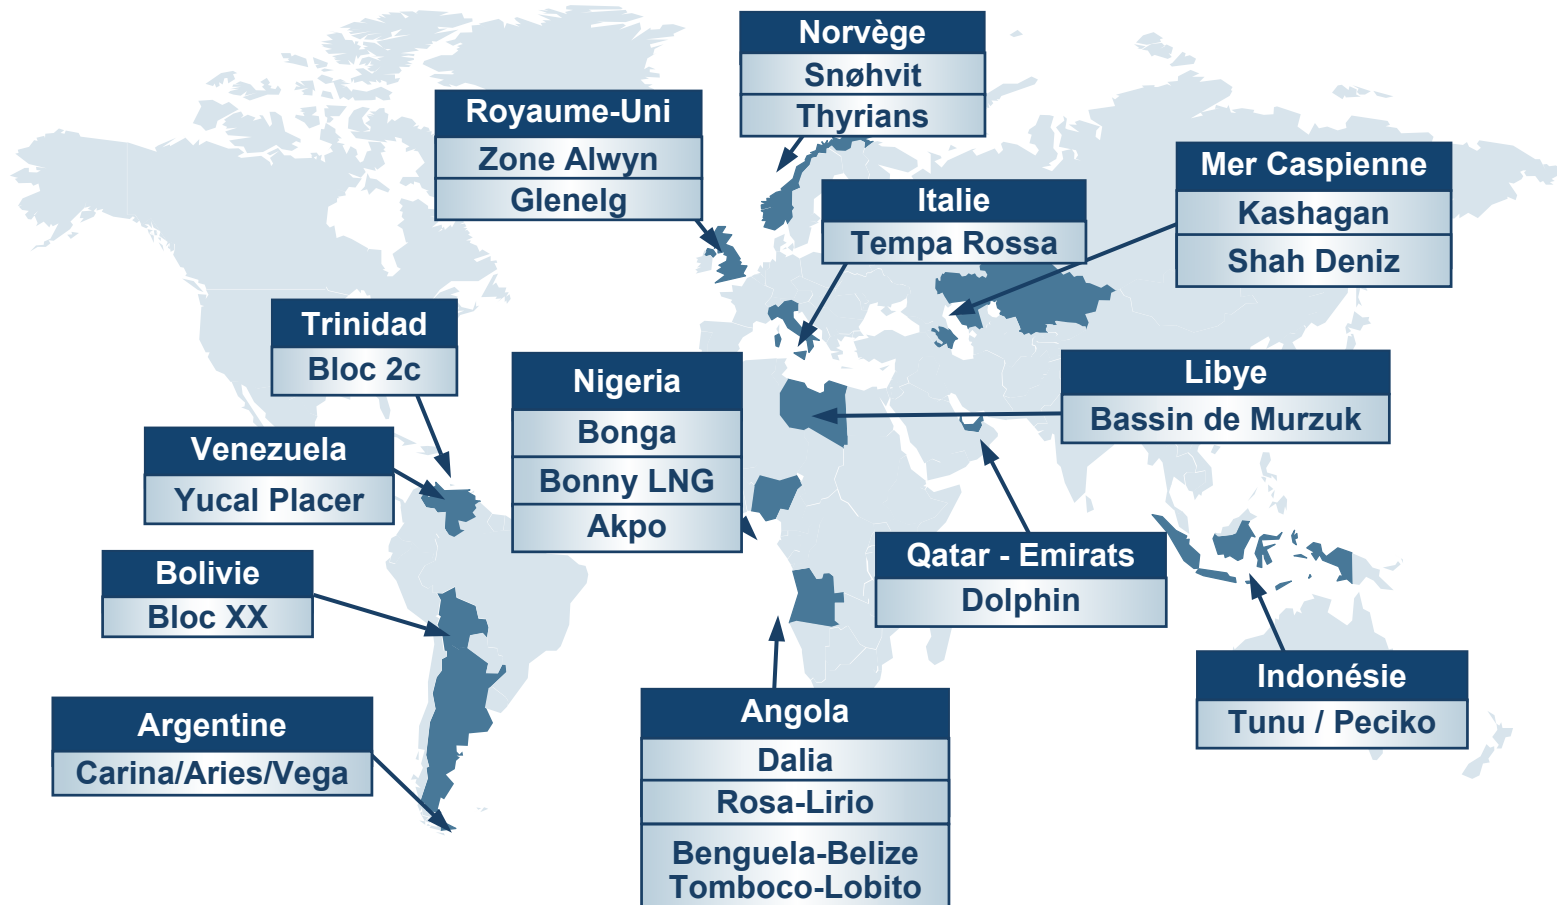 Norvège
Snøhvit
Thyrians
Royaume-Uni
Zone Alwyn
Glenelg
Mer Caspienne
Kashagan
Shah Deniz
Italie
Tempa Rossa
Trinidad
Bloc 2c
Nigeria
Bonga
Bonny LNG
Akpo
Libye
Bassin de Murzuk
Venezuela
Yucal Placer
Qatar - Emirats
Dolphin
Bolivie
Bloc XX
Indonésie
Tunu / Peciko
Argentine
Carina/Aries/Vega
Angola
Dalia
Rosa-Lirio
Benguela-Belize
Tomboco-Lobito